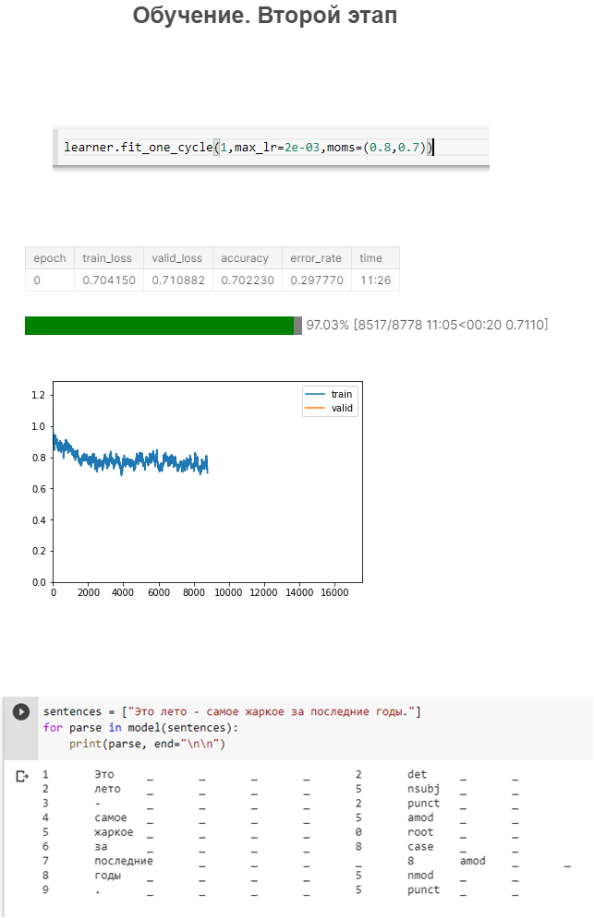 Обучение. Второй этап
learner.fit_one_cycle(1,max_lr=2e-03,moms=(0.8,0.7))
epoch train_loss valid_loss accuracy error_rate time
0 0.704150 0.710882 0.702230 0.297770 11:26
97.03% [8517/8778 11:05<00:20 0.7110]
train
valid
1.2
1.0
0.8
0.6
0.4
0.2
0.0
0 2000 4000 6000 8000 10000 12000 14000 16000
sentences = ["Это лето - самое жаркое за последние годы."]
for parse in model(sentences):
print(parse, end="\n\n")
1 Это _ _ _ _ 2 det _ _
2 лето _ _ _ _ 5 nsubj _ _
3 - _ _ _ _ 2 punct _ _
4 самое _ _ _ _ 5 amod _ _
5 жаркое _ _ _ _ 0 root _ _
6 за _ _ _ _ 8 case _ _
7 последние _ _ _ _ 8 amod _ _
8 годы _ _ _ _ 5 nmod _ _
9 . _ _ _ _ 5 punct _ _